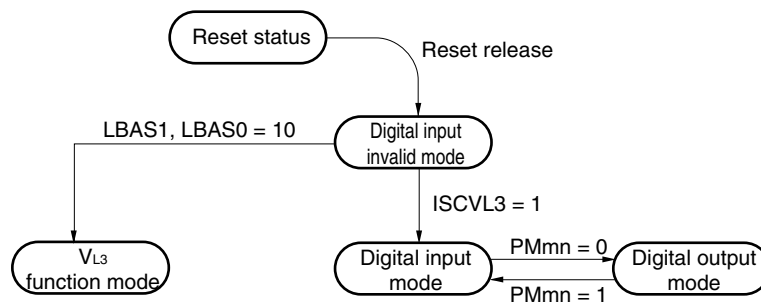 Reset status
Reset release
LBAS1, LBAS0 = 10
Digital input
invalid mode
ISCVL3 = 1
VL3
function mode
Digital input
mode
PMmn = 0
PMmn = 1
Digital output
mode